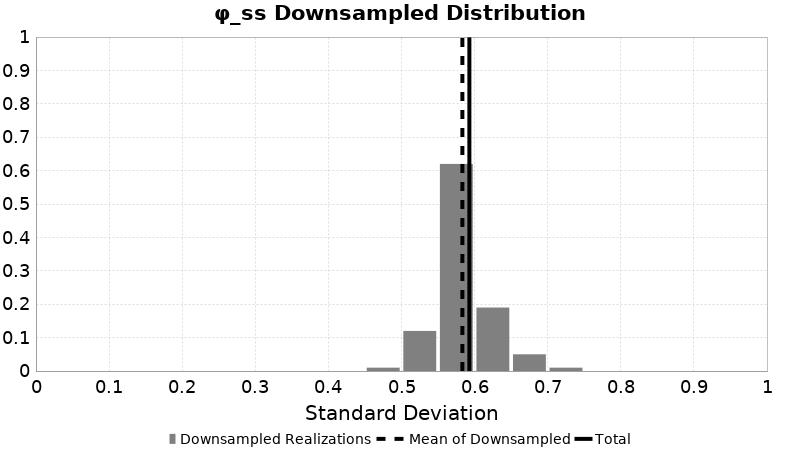 φ_ss Downsampled Distribution
1
0.9
0.8
0.7
0.6
0.5
0.4
0.3
0.2
0.1
0
0 0.1 0.2 0.3 0.4 0.5 0.6 0.7 0.8 0.9 1
Standard Deviation
Downsampled Realizations Mean of Downsampled Total